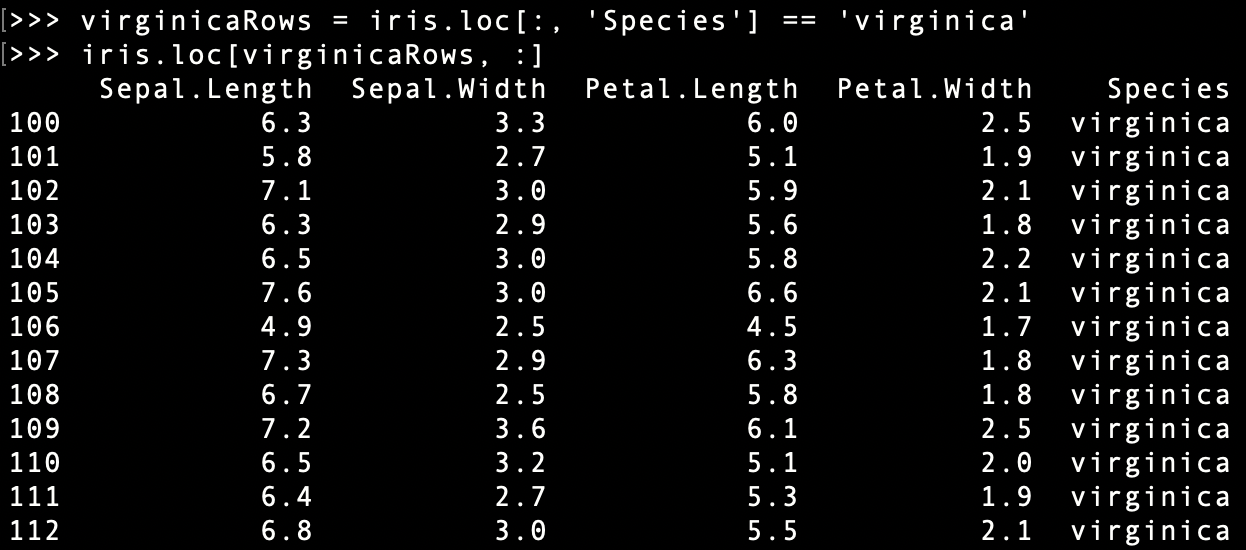 [>>> virginicaRows = iris.loc[:, 'Species'] == 'virginica'
[>>> iris.loc[virginicaRows, :]
     Sepal.Length  Sepal.Width  Petal.Length  Petal.Width    Species
100           6.3          3.3           6.0          2.5  virginica
101           5.8          2.7           5.1          1.9  virginica
102           7.1          3.0           5.9          2.1  virginica
103           6.3          2.9           5.6          1.8  virginica
104           6.5          3.0           5.8          2.2  virginica
105           7.6          3.0           6.6          2.1  virginica
106           4.9          2.5           4.5          1.7  virginica
107           7.3          2.9           6.3          1.8  virginica
108           6.7          2.5           5.8          1.8  virginica
109           7.2          3.6           6.1          2.5  virginica
110           6.5          3.2           5.1          2.0  virginica
111           6.4          2.7           5.3          1.9  virginica
112           6.8          3.0           5.5          2.1  virginica